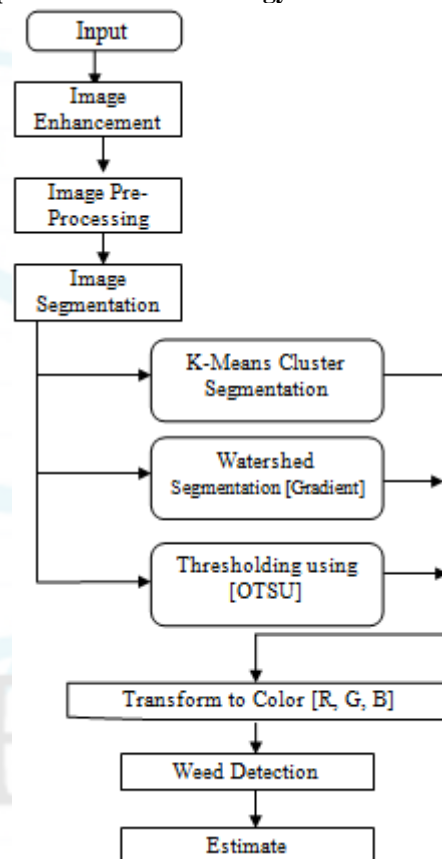 Input
Image
Enhancement
Image Pre-
Processing
Image
Segmentation
K-Means Cluster
Segmentation
Watershed
Segmentation [Gradient]
Thresholding using
[OTSU]
Transform to Color [R, G, B]
Weed Detection
Estimate